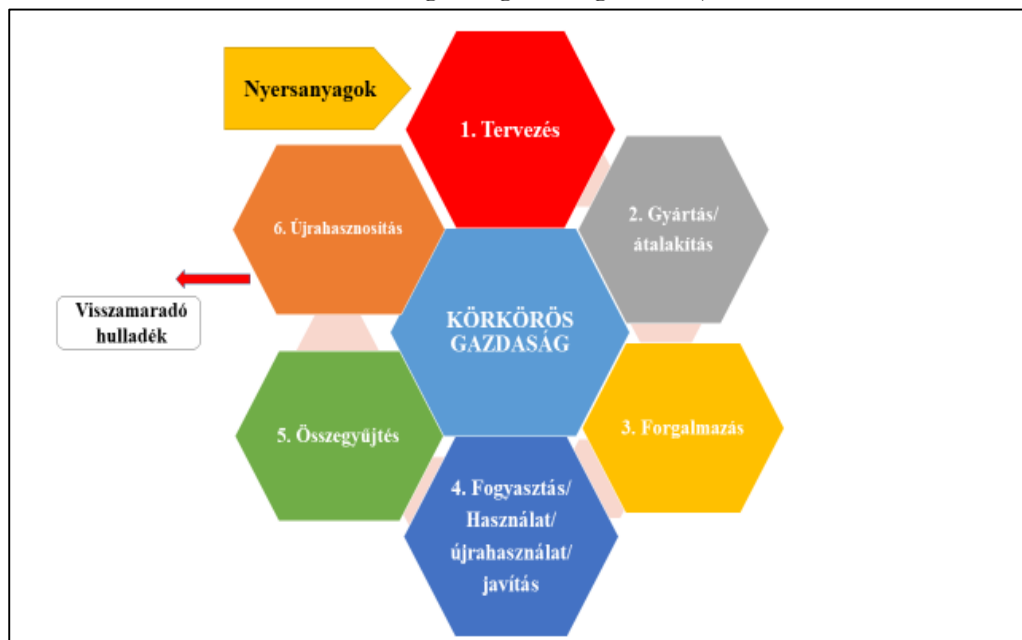 Nyersanyagok
1. Tervezés
2. Gyártás/
átalakítás
3. Forgalmazás
4. Fogyasztás/
Használat/
újrahasználat/
javítás
5. Összegyűjtés
6. Újrahasznosítás
Visszamaradó
hulladék
KÖRKÖRÖS
GAZDASÁG